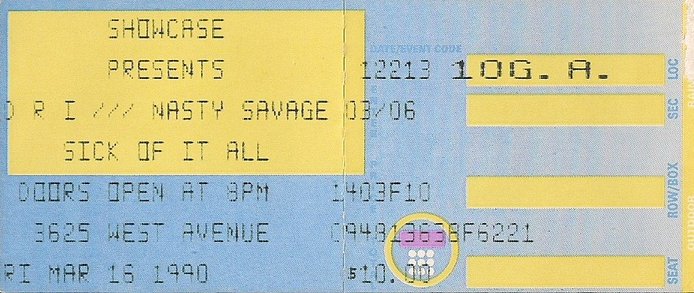 SHOWCASE
PRESENTS
D R I /// NASTY SAVAGE
SICK OF IT ALL
DOORS OPEN AT 8PM
3625 WEST AVENUE
RI MAR 16 1990
DATE/EVENT CODE
12213 10G. A.
03/06
1403F10
C94813638F6221
$10.00
LOC
SEC
ROW/BOX
SEAT